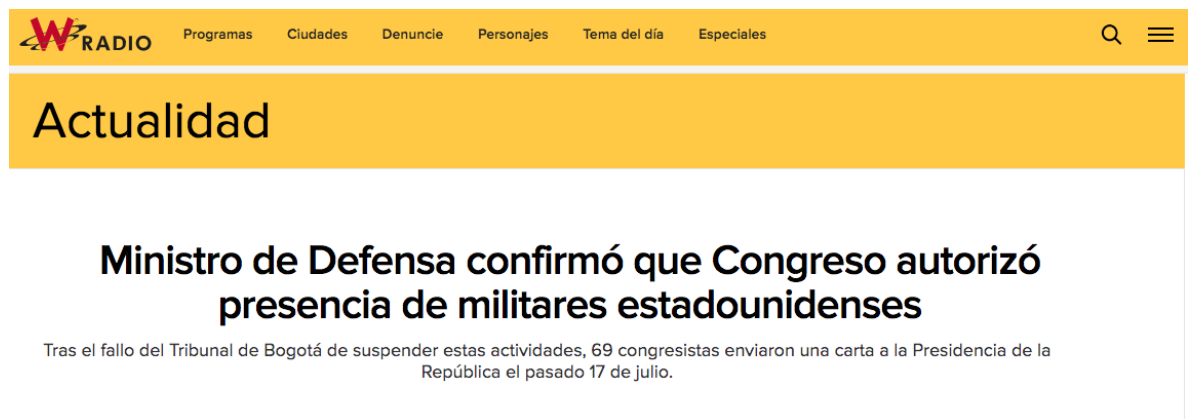 W RADIO
Programas
Ciudades
Denuncie
Personajes
Tema del día
Especiales
Actualidad
Ministro de Defensa confirmó que Congreso autorizó
presencia de militares estadounidenses
Tras el fallo del Tribunal de Bogotá de suspender estas actividades, 69 congresistas enviaron una carta a la Presidencia de la
República el pasado 17 de julio.